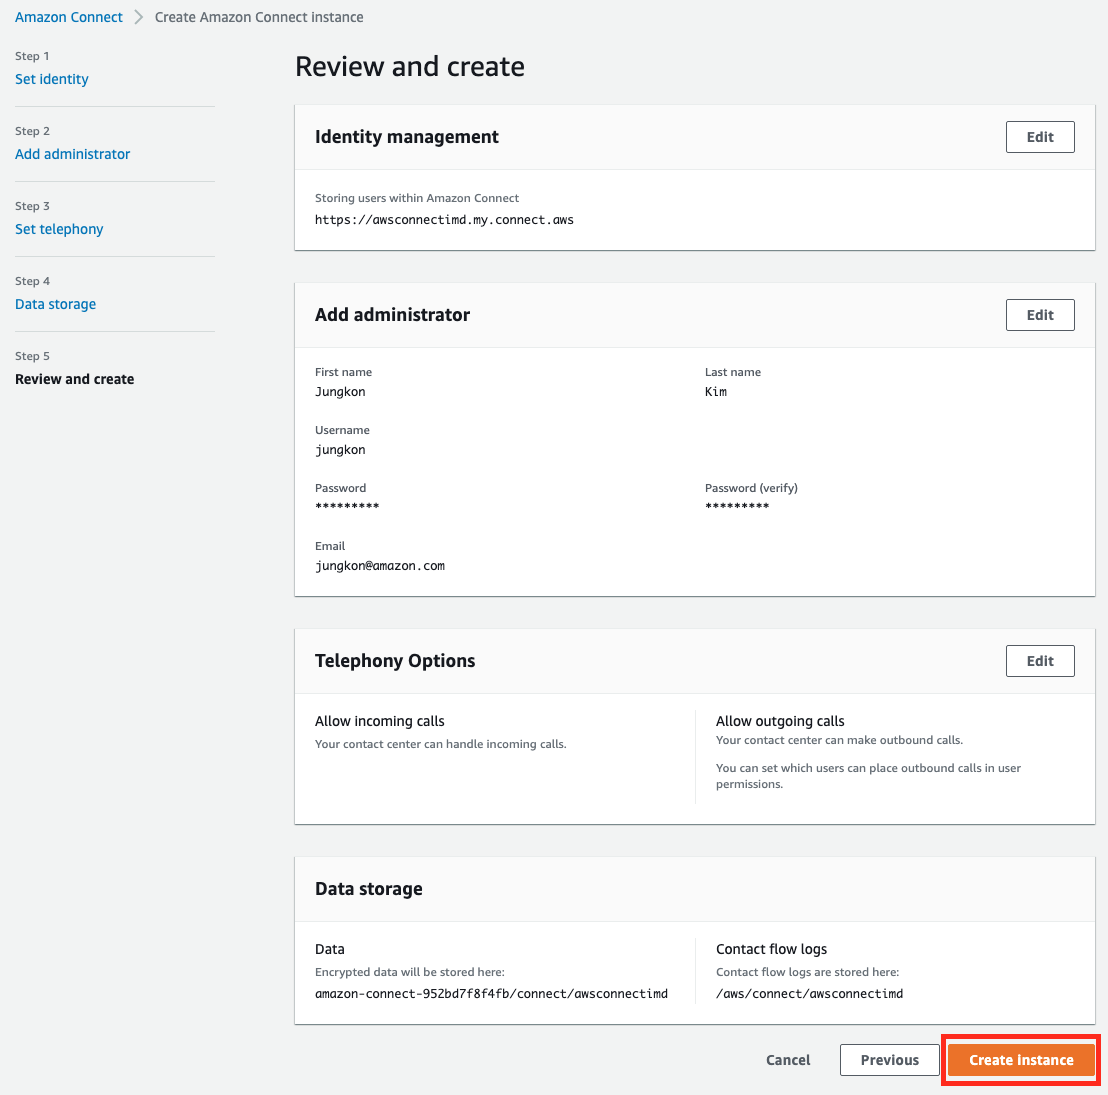 Amazon Connect > Create Amazon Connect instance
Step 1
Set identity
Step 2
Add administrator
Step 3
Set telephony
Step 4
Data storage
Step 5
Review and create
Review and create
Identity management
Edit
Storing users within Amazon Connect
https://awsconnectimd.my.connect.aws
Add administrator
Edit
First name
Jungkon
Last name
Kim
Username
jungkon
Password
*********
Password (verify)
*********
Email
jungkon@amazon.com
Telephony Options
Edit
Allow incoming calls
Your contact center can handle incoming calls.
Allow outgoing calls
Your contact center can make outbound calls.
You can set which users can place outbound calls in user
permissions.
Data storage
Data
Encrypted data will be stored here:
amazon-connect-952bd7f8f4fb/connect/awsconnectimd
Contact flow logs
Contact flow logs are stored here:
/aws/connect/awsconnectimd
Cancel
Previous
Create instance